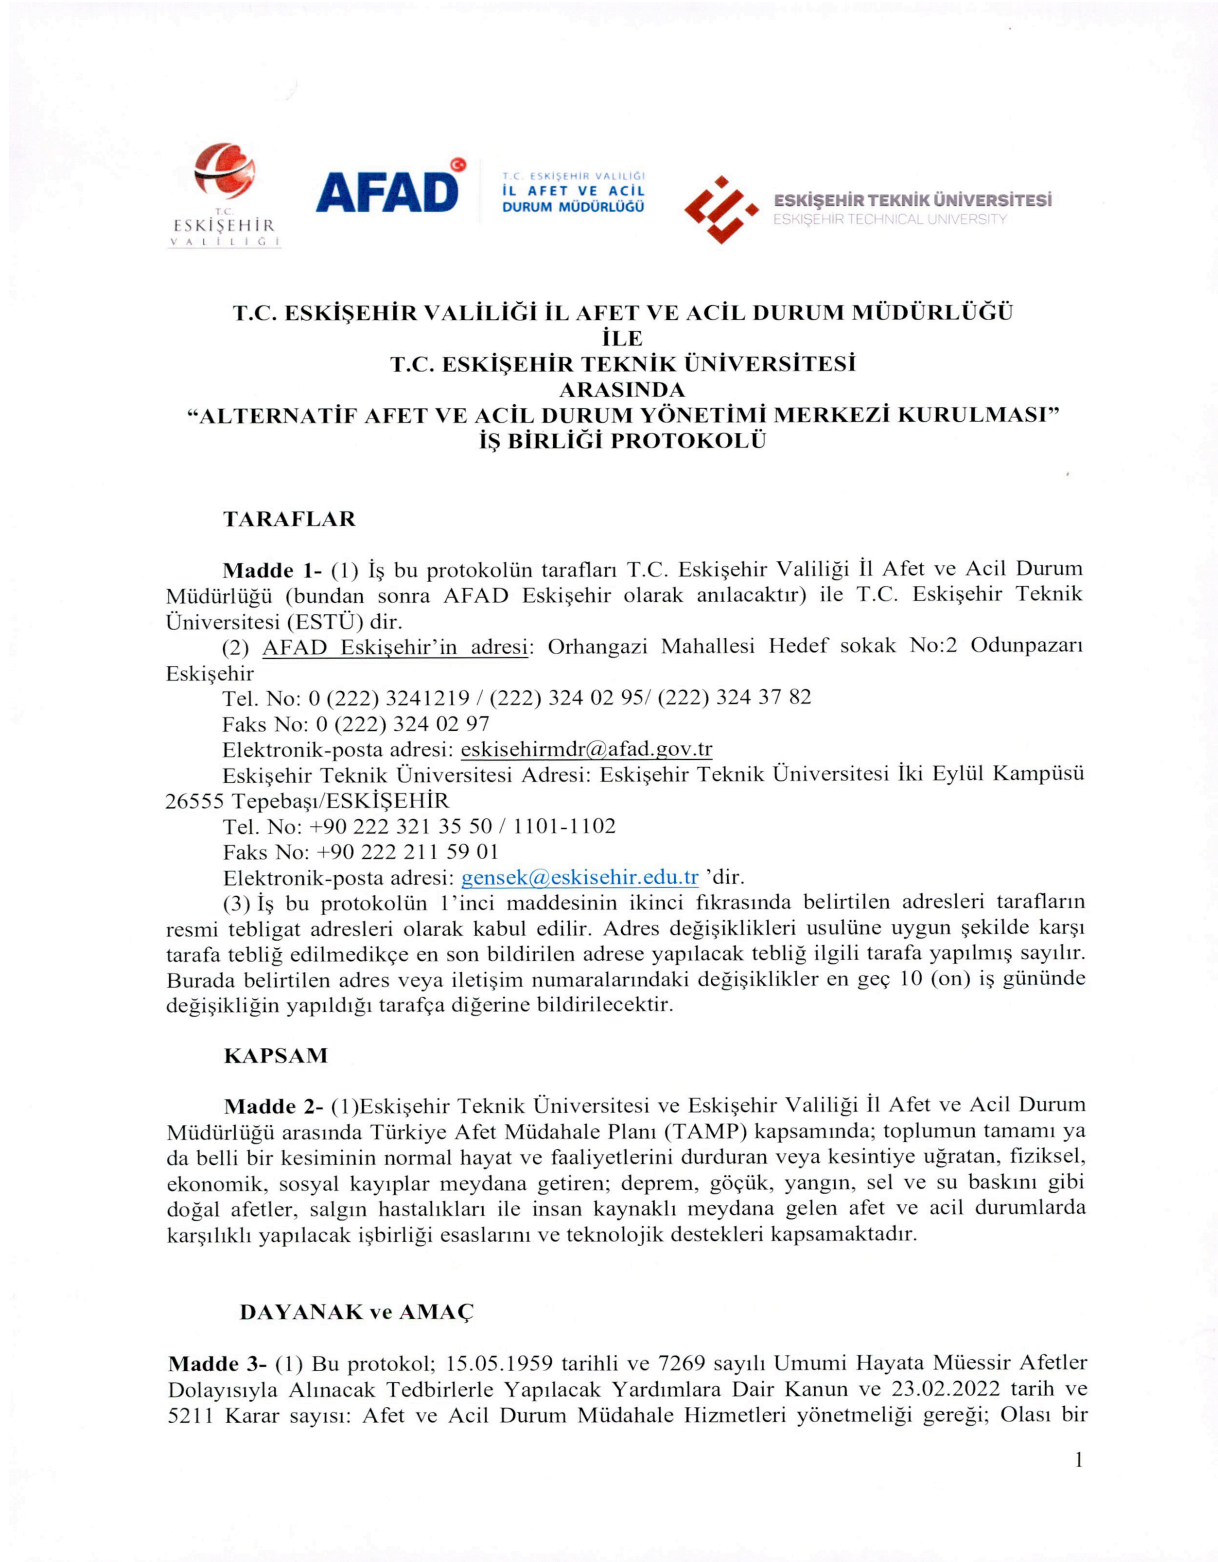 T.C.
ESKİŞEHİR
VALİLİĞİ
AFAD
T.C. ESKİŞEHİR VALİLİĞİ
İL AFET VE ACİL
DURUM MÜDÜRLÜĞÜ
ESKİŞEHİR TEKNİK ÜNİVERSİTESİ
ESKİŞEHİR TECHNICAL UNIVERSITY
T.C. ESKİŞEHİR VALİLİĞİ İL AFET VE ACİL DURUM MÜDÜRLÜĞÜ
İLE
T.C. ESKİŞEHİR TEKNİK ÜNİVERSİTESİ
ARASINDA
“ALTERNATİF AFET VE ACİL DURUM YÖNETİMİ MERKEZİ KURULMASI”
İŞ BİRLİĞİ PROTOKOLÜ
TARAFLAR
Madde 1- (1) İş bu protokolün tarafları T.C. Eskişehir Valiliği İl Afet ve Acil Durum
Müdürlüğü (bundan sonra AFAD Eskişehir olarak anılacaktır) ile T.C. Eskişehir Teknik
Üniversitesi (ESTÜ) dir.
(2) AFAD Eskişehir’in adresi: Orhangazi Mahallesi Hedef sokak No:2 Odunpazarı
Eskişehir
Tel. No: 0 (222) 3241219 / (222) 324 02 95/ (222) 324 37 82
Faks No: 0 (222) 324 02 97
Elektronik-posta adresi: eskisehirmdr@afad.gov.tr
Eskişehir Teknik Üniversitesi Adresi: Eskişehir Teknik Üniversitesi İki Eylül Kampüsü
26555 Tepebaşı/ESKİŞEHİR
Tel. No: +90 222 321 35 50 / 1101-1102
Faks No: +90 222 211 59 01
Elektronik-posta adresi: gensek@eskisehir.edu.tr ’dir.
(3) İş bu protokolün 1’inci maddesinin ikinci fıkrasında belirtilen adresleri tarafların
resmi tebligat adresleri olarak kabul edilir. Adres değişiklikleri usulüne uygun şekilde karşı
tarafa tebliğ edilmedikçe en son bildirilen adrese yapılacak tebliğ ilgili tarafa yapılmış sayılır.
Burada belirtilen adres veya iletişim numaralarındaki değişiklikler en geç 10 (on) iş gününde
değişikliğin yapıldığı tarafça diğerine bildirilecektir.
KAPSAM
Madde 2- (1)Eskişehir Teknik Üniversitesi ve Eskişehir Valiliği İl Afet ve Acil Durum
Müdürlüğü arasında Türkiye Afet Müdahale Planı (TAMP) kapsamında; toplumun tamamı ya
da belli bir kesiminin normal hayat ve faaliyetlerini durduran veya kesintiye uğratan, fiziksel,
ekonomik, sosyal kayıplar meydana getiren; deprem, göçük, yangın, sel ve su baskını gibi
doğal afetler, salgın hastalıkları ile insan kaynaklı meydana gelen afet ve acil durumlarda
karşılıklı yapılacak işbirliği esaslarını ve teknolojik destekleri kapsamaktadır.
DAYANAK ve AMAÇ
Madde 3- (1) Bu protokol; 15.05.1959 tarihli ve 7269 sayılı Umumi Hayata Müessir Afetler
Dolayısıyla Alınacak Tedbirlerle Yapılacak Yardımlara Dair Kanun ve 23.02.2022 tarih ve
5211 Karar sayısı: Afet ve Acil Durum Müdahale Hizmetleri yönetmeliği gereği; Olası bir
1